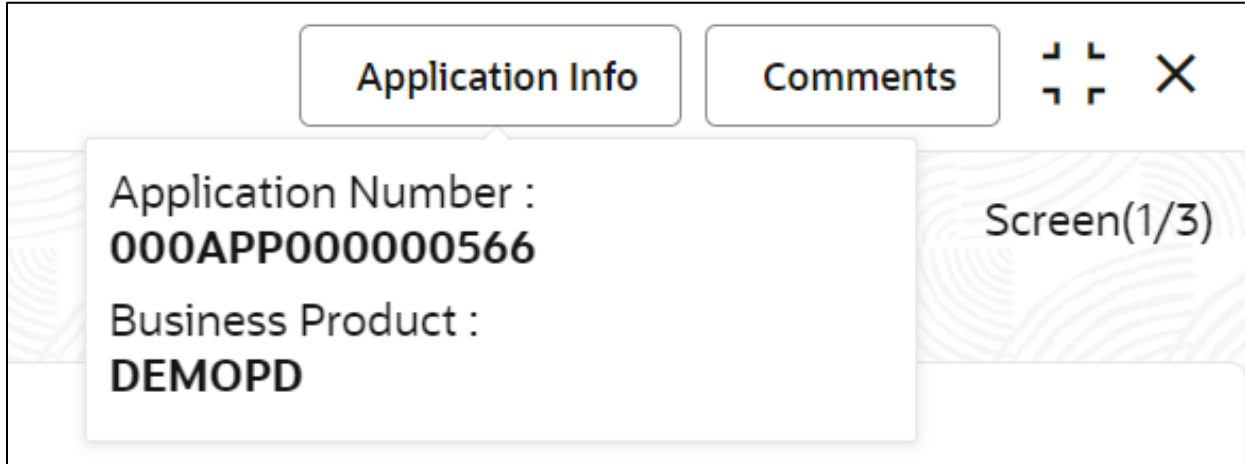 Application Info
Comments
Application Number :
000APP000000566
Business Product :
DEMOPD
Screen(1/3)